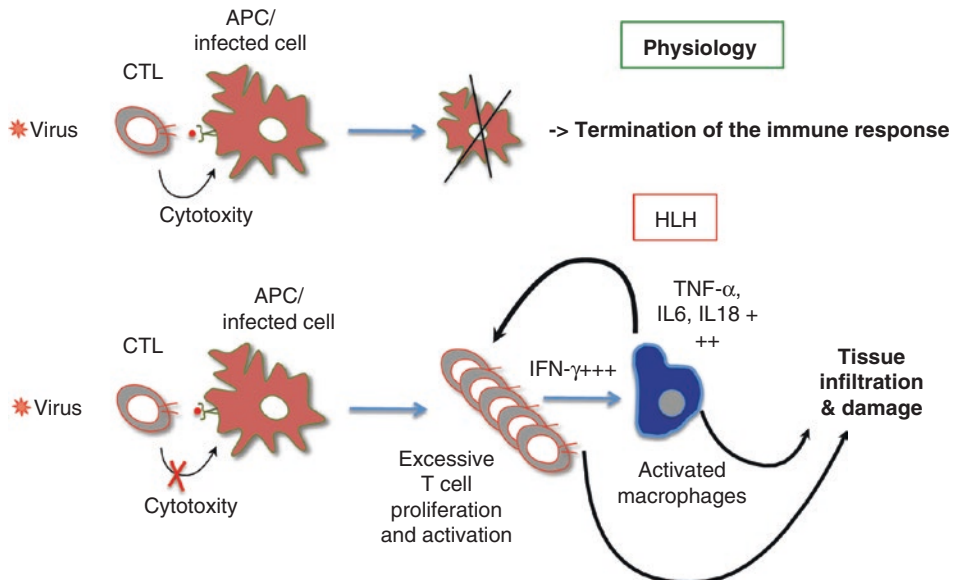 APC/
infected cell
Physiology
CTL
Virus
-> Termination of the immune response
Cytotoxity
HLH
APC/
infected cell
TNF-α,
IL6, IL18 +
++
CTL
IFN-γ+++
Tissue
infiltration
& damage
Virus
Cytotoxity
Excessive
T cell
proliferation
and activation
Activated
macrophages